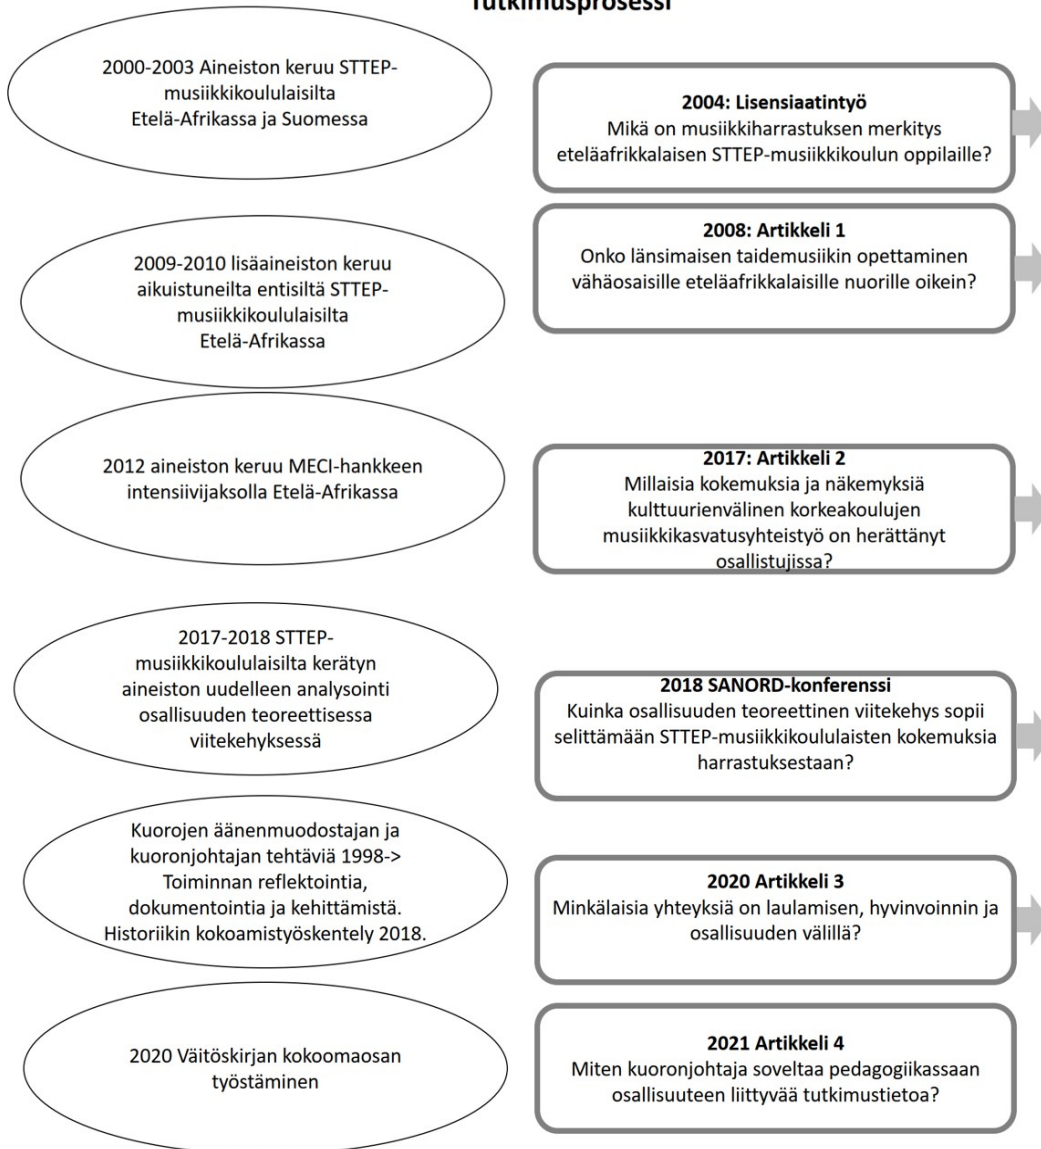 Tutkimusprosessi
2000-2003 Aineiston keruu STTEP-
musiikkikoululaisilta
Etelä-Afrikassa ja Suomessa
2004: Lisensiaatintyö
Mikä on musiikkiharrastuksen merkitys
eteläafrikkalaisen STTEP-musiikkikoulun oppilaille?
2009-2010 lisäaineiston keruu
aikuistuneilta entisiltä STTEP-
musiikkikoululaisilta
Etelä-Afrikassa
2008: Artikkeli 1
Onko länsimaisen taidemusiikin opettaminen
vähäosaisille eteläafrikkalaisille nuorille oikein?
2012 aineiston keruu MECI-hankkeen
intensiivijaksolla Etelä-Afrikassa
2017: Artikkeli 2
Millaisia kokemuksia ja näkemyksiä
kulttuurienvälinen korkeakoulujen
musiikkikasvatusyhteistyö on herättänyt
osallistujissa?
2017-2018 STTEP-
musiikkikoululaisilta kerätyn
aineiston uudelleen analysointi
osallisuuden teoreettisessa
viitekehyksessä
2018 SANORD-konferenssi
Kuinka osallisuuden teoreettinen viitekehys sopii
selittämään STTEP-musiikkikoululaisten kokemuksia
harrastuksestaan?
Kuorojen äänenmuodostajan ja
kuoronjohtajan tehtäviä 1998->
Toiminnan reflektointia,
dokumentointia ja kehittämistä.
Historiikin kokoamistyöskentely 2018.
2020 Artikkeli 3
Minkälaisia yhteyksiä on laulamisen, hyvinvoinnin ja
osallisuuden välillä?
2020 Väitöskirjan kokoomaosan
työstäminen
2021 Artikkeli 4
Miten kuoronjohtaja soveltaa pedagogiikassaan
osallisuuteen liittyvää tutkimustietoa?